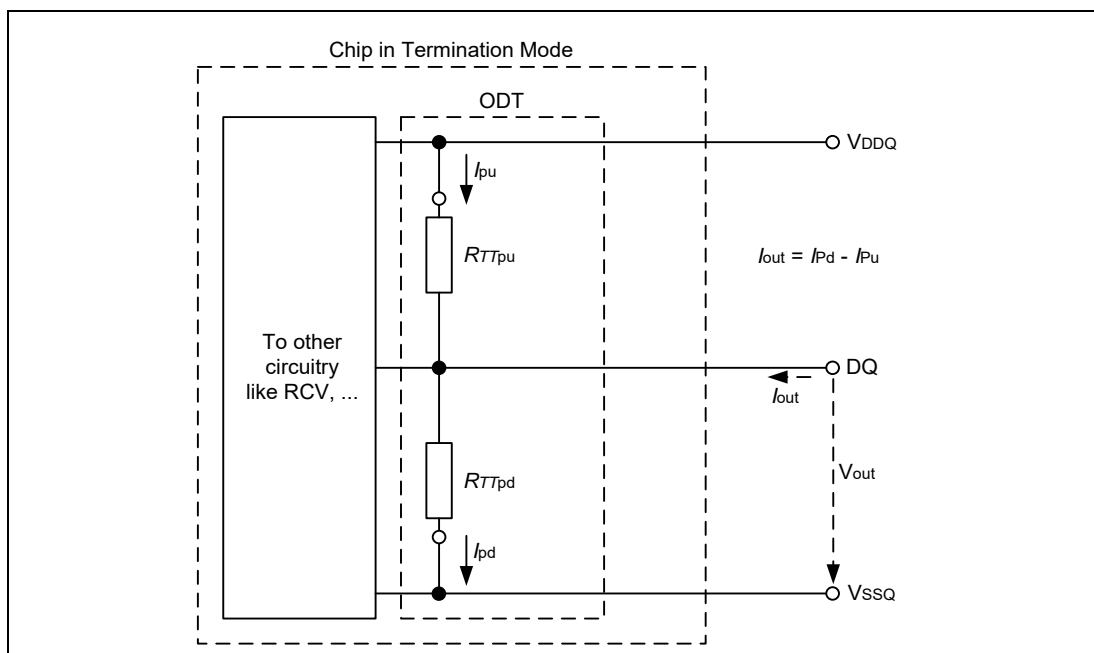 Chip in Termination Mode
ODT
VDDQ
Ipu
RTTpu
Iout = IPd - IPu
To other
circuitry
like RCV, ...
DQ
Iout
RTTpd
Vout
Ipd
VSSQ